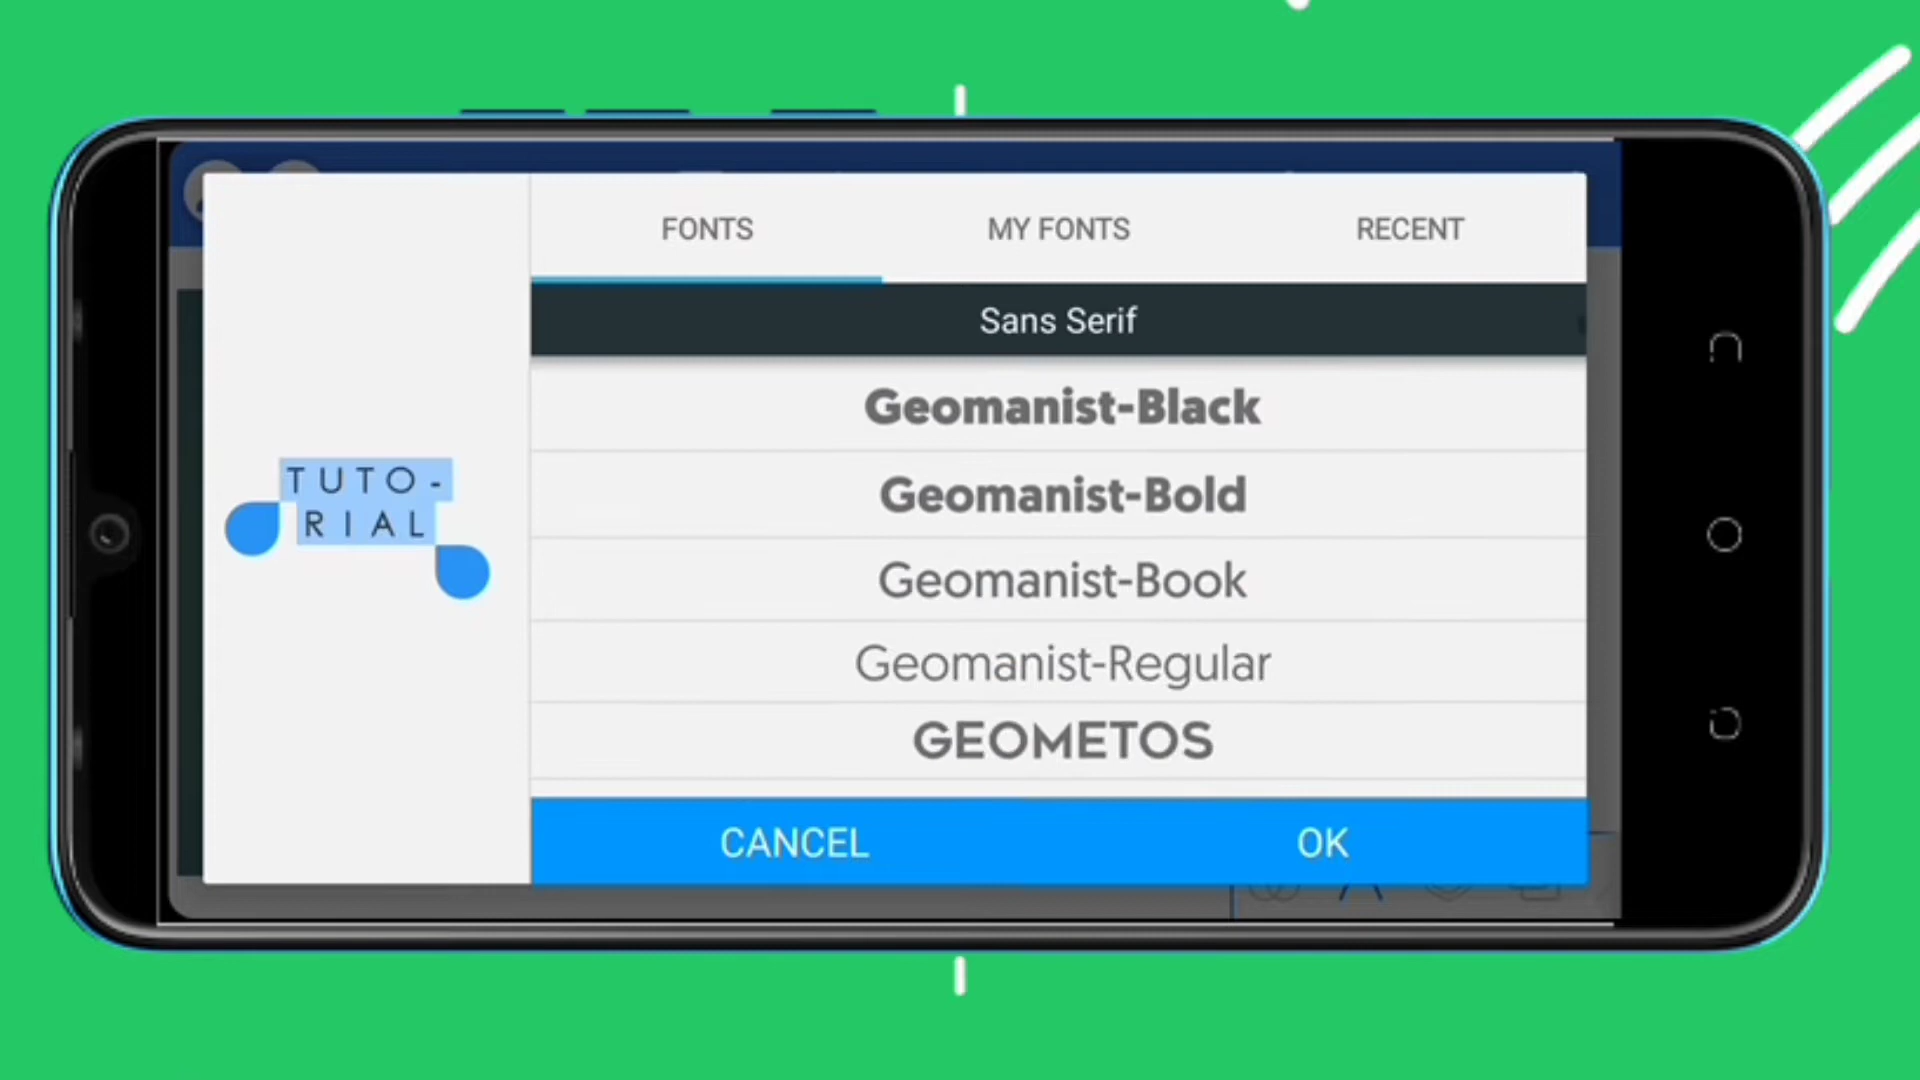 FONTS
MY FONTS
RECENT
Sans Serif
Geomanist-Black
Geomanist-Bold
Geomanist-Book
Geomanist-Regular
GEOMETOS
TUTO-
RIAL
CANCEL
OK